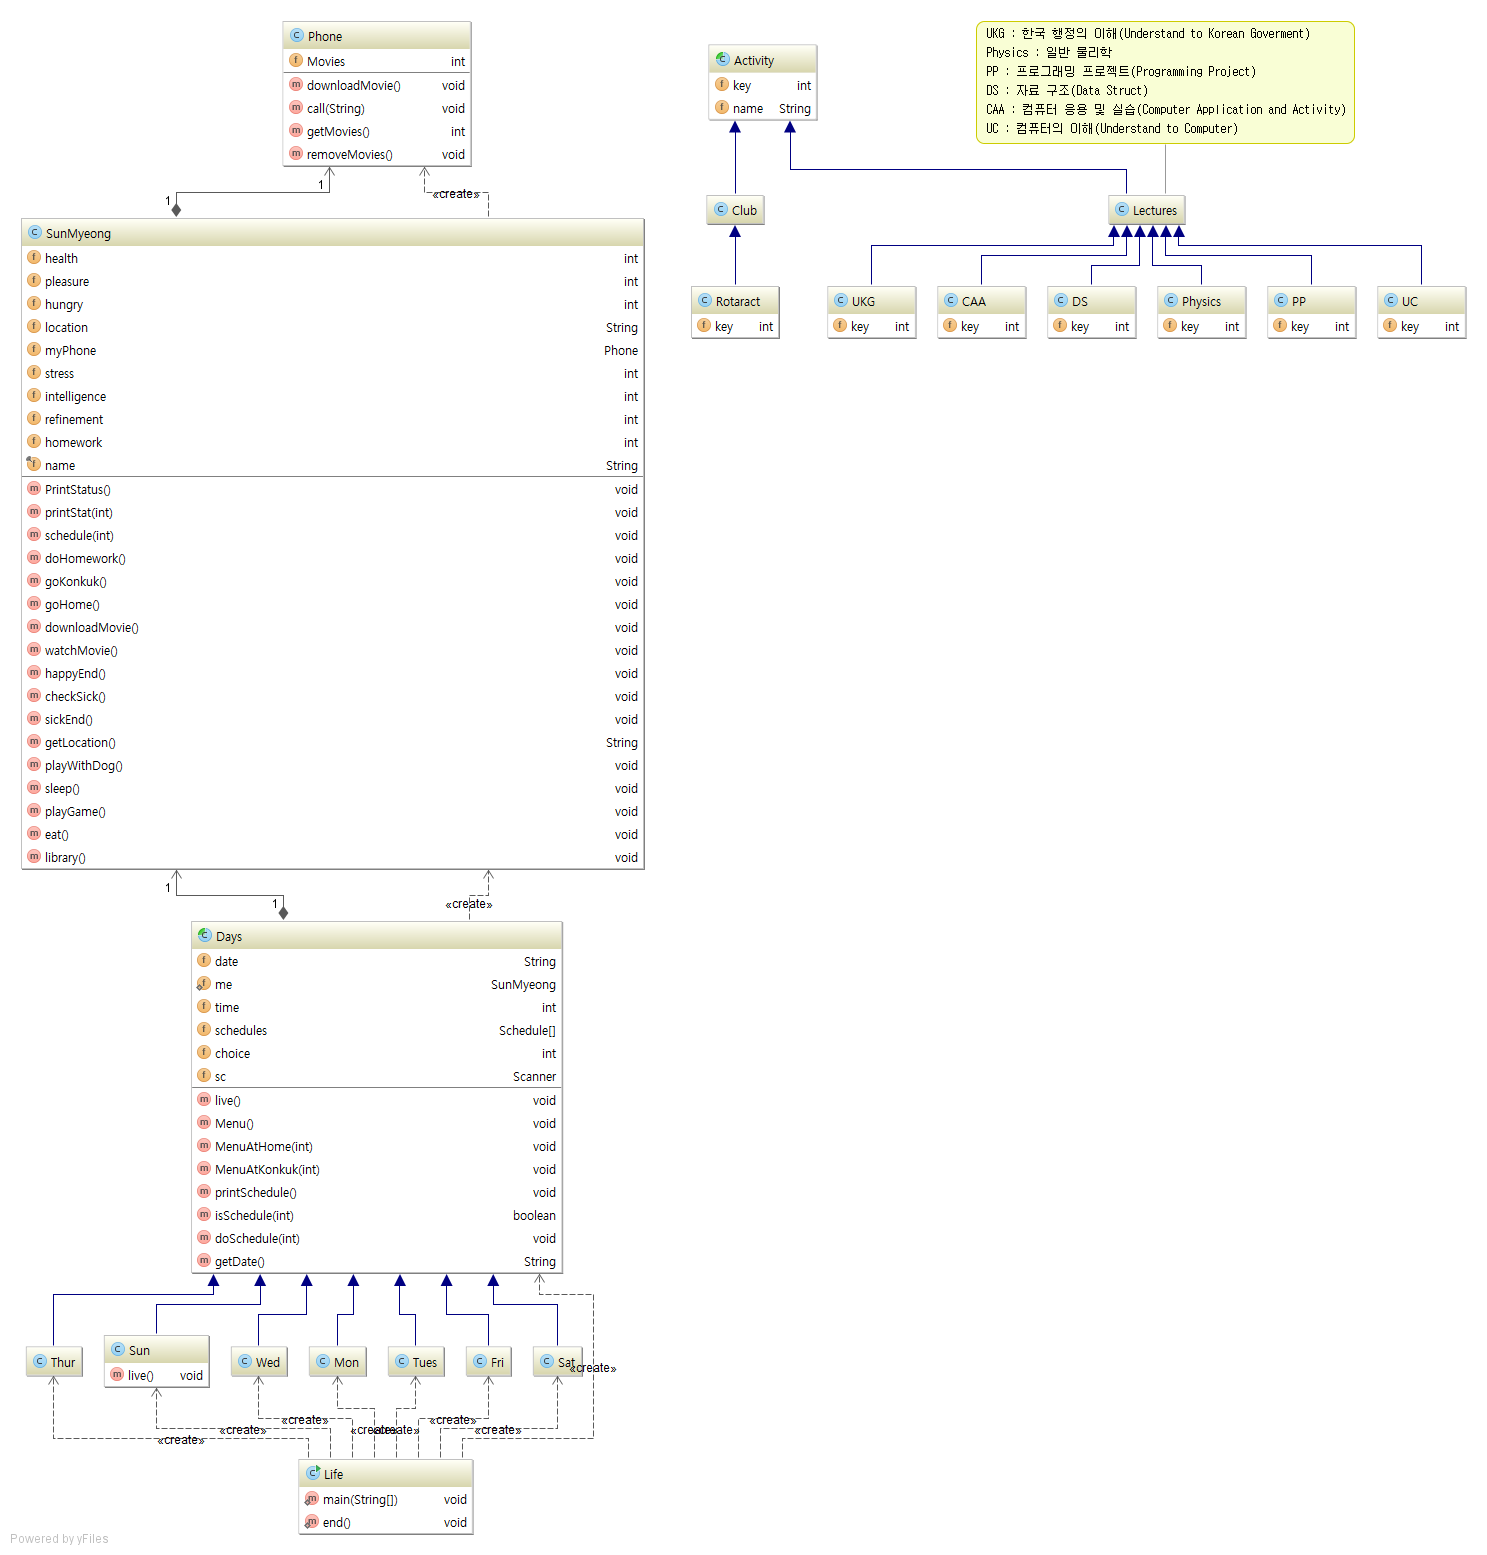 Phone
Movies int
downloadMovie() void
call(String) void
getMovies() int
removeMovies() void
1
1
«create»
SunMyeong
health int
pleasure int
hungry int
location String
myPhone Phone
stress int
intelligence int
refinement int
homework int
name String
PrintStatus() void
printStat(int) void
schedule(int) void
doHomework() void
goKonkuk() void
goHome() void
downloadMovie() void
watchMovie() void
happyEnd() void
checkSick() void
sickEnd() void
getLocation() String
playWithDog() void
sleep() void
playGame() void
eat() void
library() void
1
1
«create»
Days
date String
me SunMyeong
time int
schedules Schedule[]
choice int
sc Scanner
live() void
Menu() void
MenuAtHome(int) void
MenuAtKonkuk(int) void
printSchedule() void
isSchedule(int) boolean
doSchedule(int) void
getDate() String
Thur
Sun
live() void
Wed
Mon
Tues
Fri
Sat
«create»
«create»
«create»
«create»
«create»
«create»
«create»
«create»
Life
main(String[]) void
end() void
Activity
key int
name String
UKG : 한국 행정의 이해(Understand to Korean Goverment)
Physics : 일반 물리학
PP : 프로그래밍 프로젝트(Programming Project)
DS : 자료 구조(Data Struct)
CAA : 컴퓨터 응용 및 실습(Computer Application and Activity)
UC : 컴퓨터의 이해(Understand to Computer)
Club
Lectures
Rotaract
key int
UKG
key int
CAA
key int
DS
key int
Physics
key int
PP
key int
UC
key int
Powered by yFiles